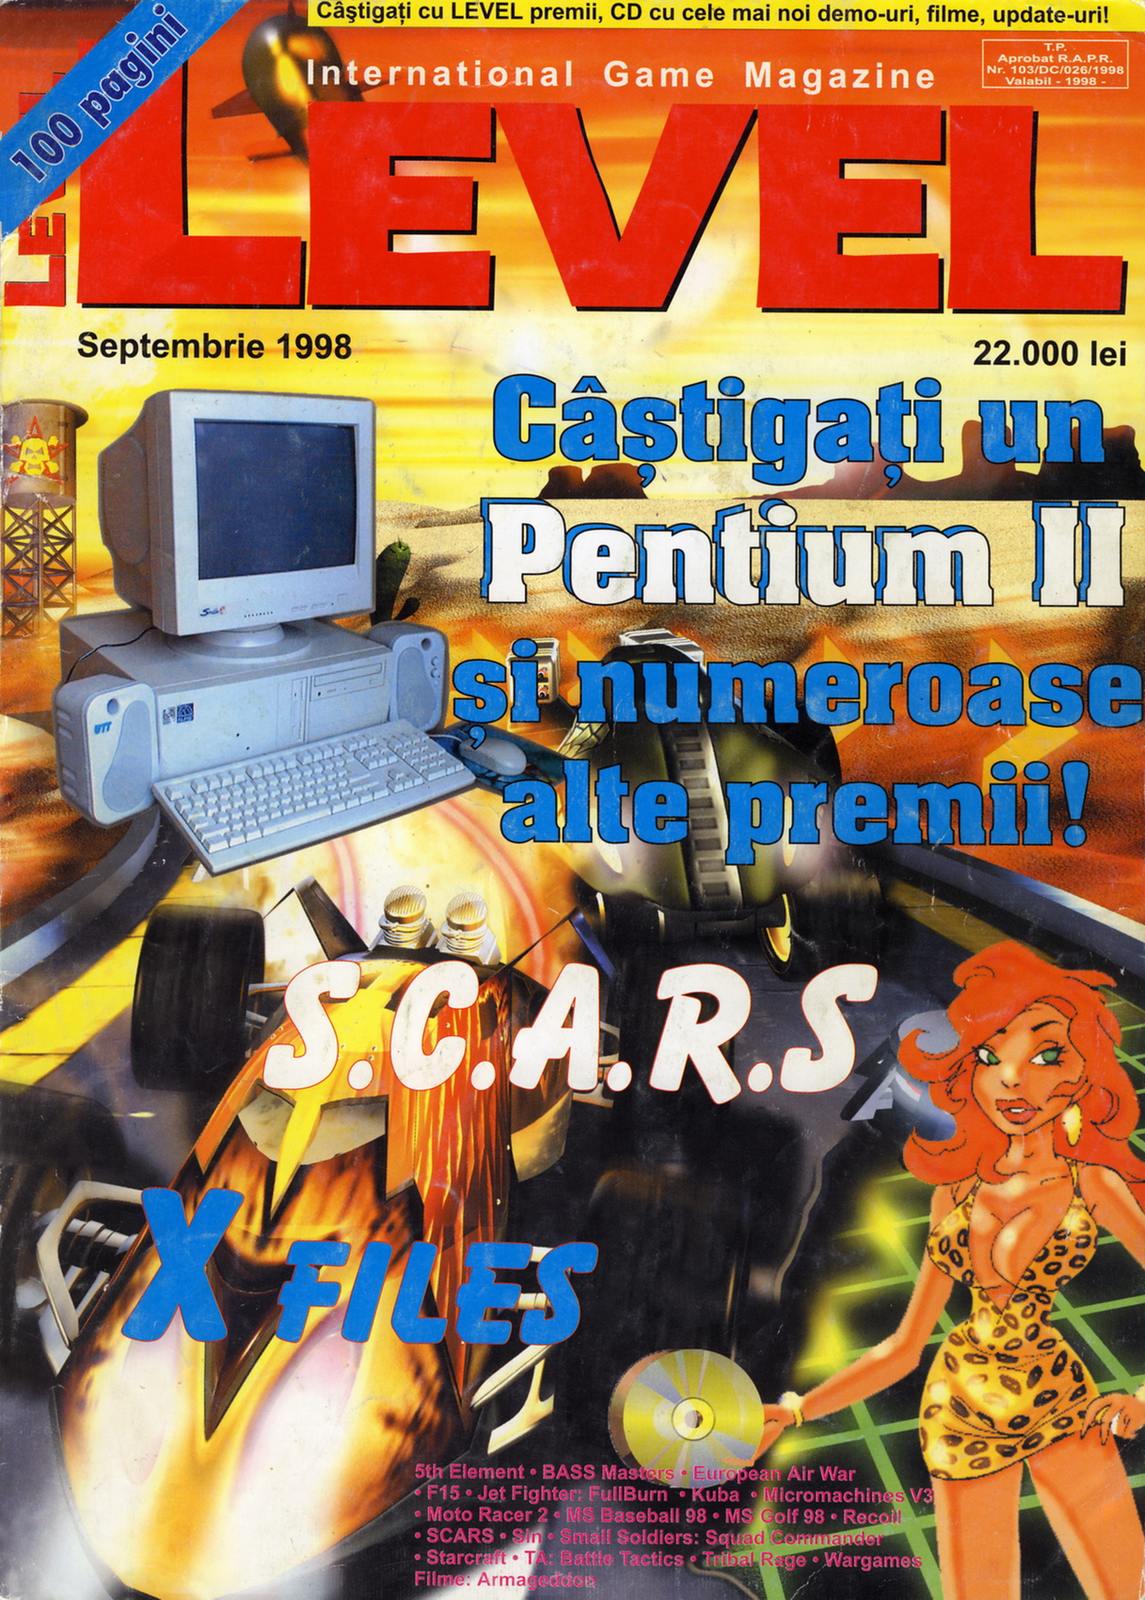 Câștigați cu LEVEL premii, CD cu cele mai noi demo-uri, filme, update-uri!
100 pagini
International Game Magazine
T.P.
Aprobat R.A.P.R.
Nr. 103/DC/026/1998
Valabil - 1998 -
LEVEL
Septembrie 1998
22.000 lei
Câștigați un
Pentium II
și numeroase
alte premii!
UTT
S.C.A.R.S
X FILES
5th Element • BASS Masters • European Air War
• F15 • Jet Fighter: FullBurn • Kuba • Micromachines V3
• Moto Racer 2 • MS Baseball 98 • MS Golf 98 • Recoil
• SCARS • Sin • Small Soldiers: Squad Commander
• Starcraft • TA: Battle Tactics • Tribal Rage • Wargames
Filme: Armageddon